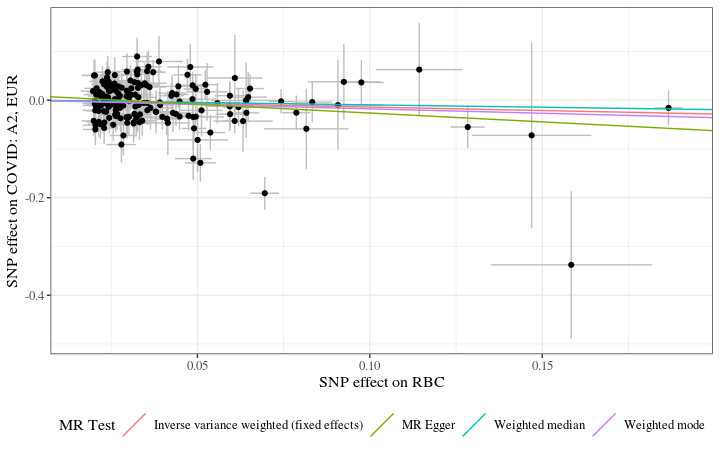 SNP effect on COVID: A2, EUR
0.0
-0.2
-0.4
0.05
0.10
0.15
SNP effect on RBC
MR Test
Inverse variance weighted (fixed effects)
MR Egger
Weighted median
Weighted mode